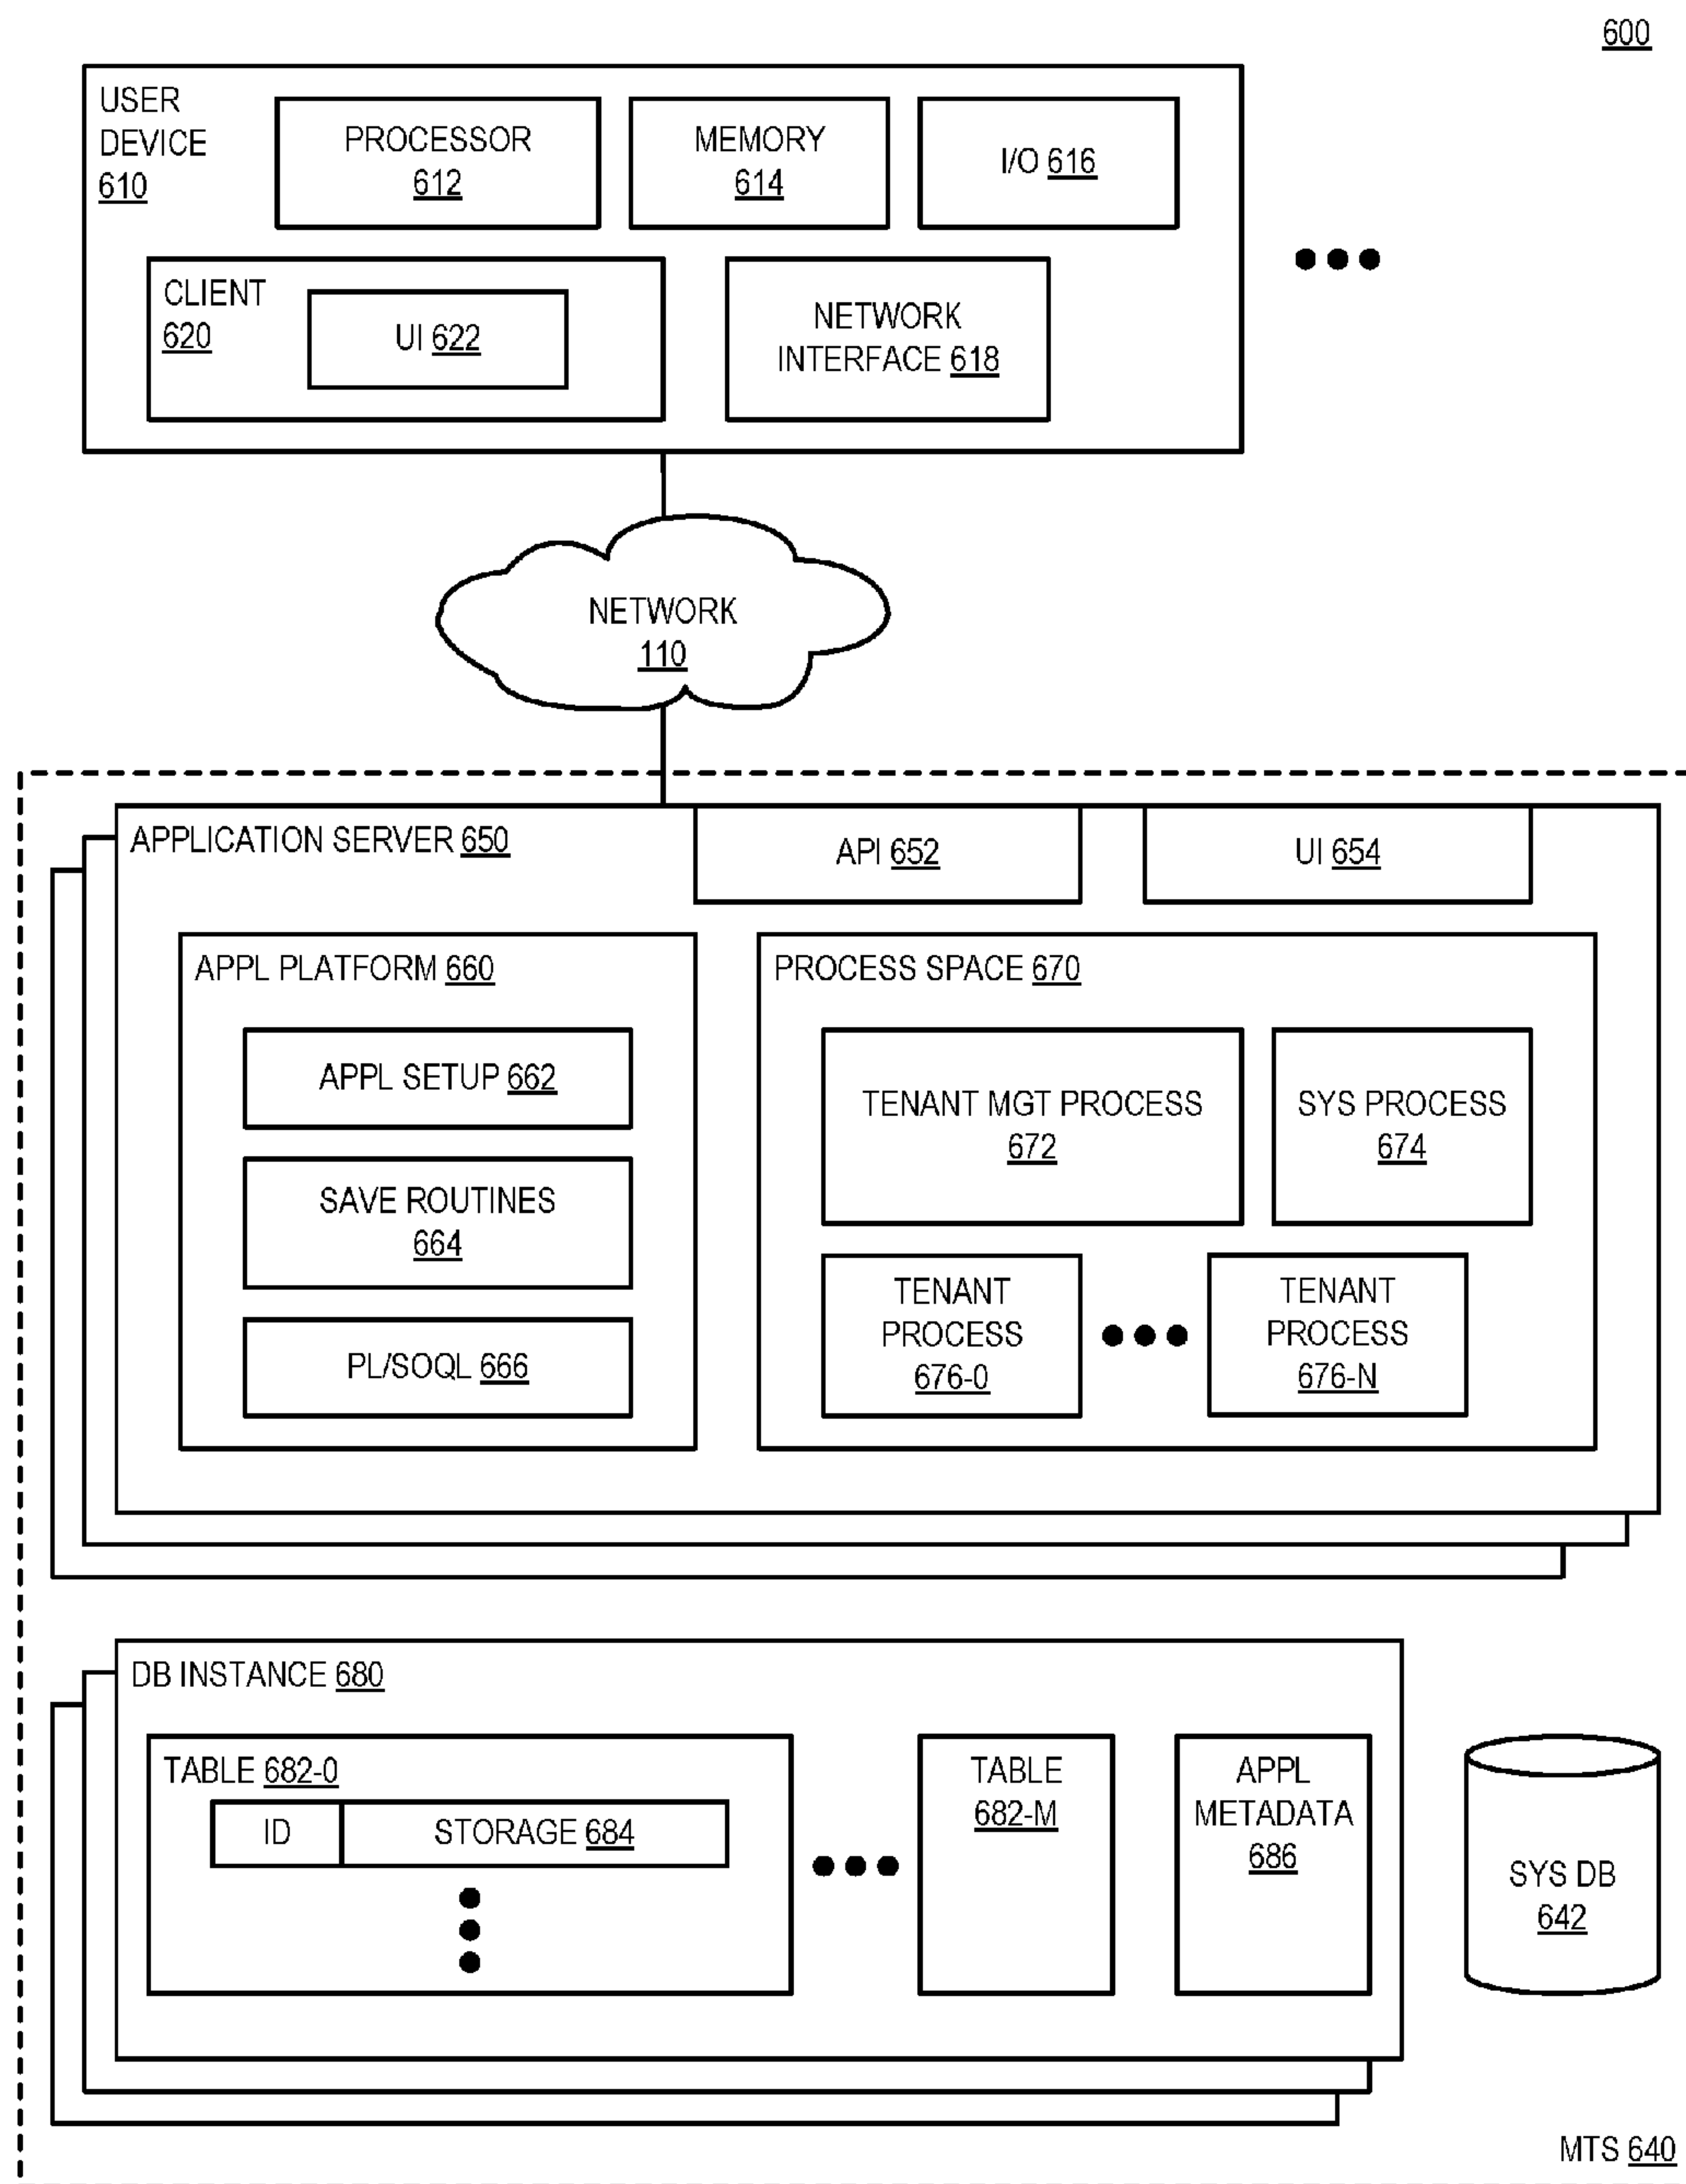 600
USER
DEVICE
610
PROCESSOR
612
MEMORY
614
I/O 616
CLIENT
620
UI 622
NETWORK
INTERFACE 618
NETWORK
110
APPLICATION SERVER 650
API 652
UI 654
APPL PLATFORM 660
APPL SETUP 662
SAVE ROUTINES
664
PL/SOQL 666
PROCESS SPACE 670
TENANT MGT PROCESS
672
SYS PROCESS
674
TENANT
PROCESS
676-0
TENANT
PROCESS
676-N
DB INSTANCE 680
TABLE 682-0
ID
STORAGE 684
TABLE
682-M
APPL
METADATA
686
SYS DB
642
MTS 640